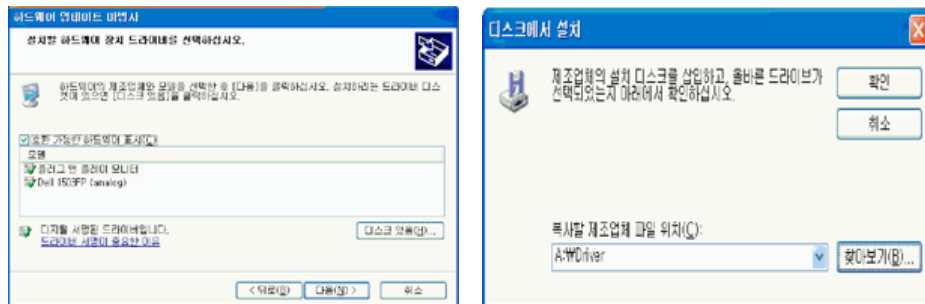 하드웨어 업데이트 마법사
설치할 하드웨어 장치 드라이버를 선택하십시오.
하드웨어의 제조업체와 모델을 선택한 후 [다음]을 클릭하십시오. 설치하려는 드라이버 디스
켓이 있으면 [디스크 있음]을 클릭하십시오.
호환 가능한 하드웨어 표시(C)
모델
플러그 앤 플레이 모니터
Dell 1503FP (analog)
디지털 서명된 드라이버입니다.
드라이버 서명이 중요한 이유
디스크 있음(H)...
< 뒤로(B)
다음(N) >
취소
디스크에서 설치
제조업체의 설치 디스크를 삽입하고, 올바른 드라이브가
선택되었는지 아래에서 확인하십시오.
확인
취소
복사할 제조업체 파일 위치(C):
A:₩Driver
찾아보기(B)...